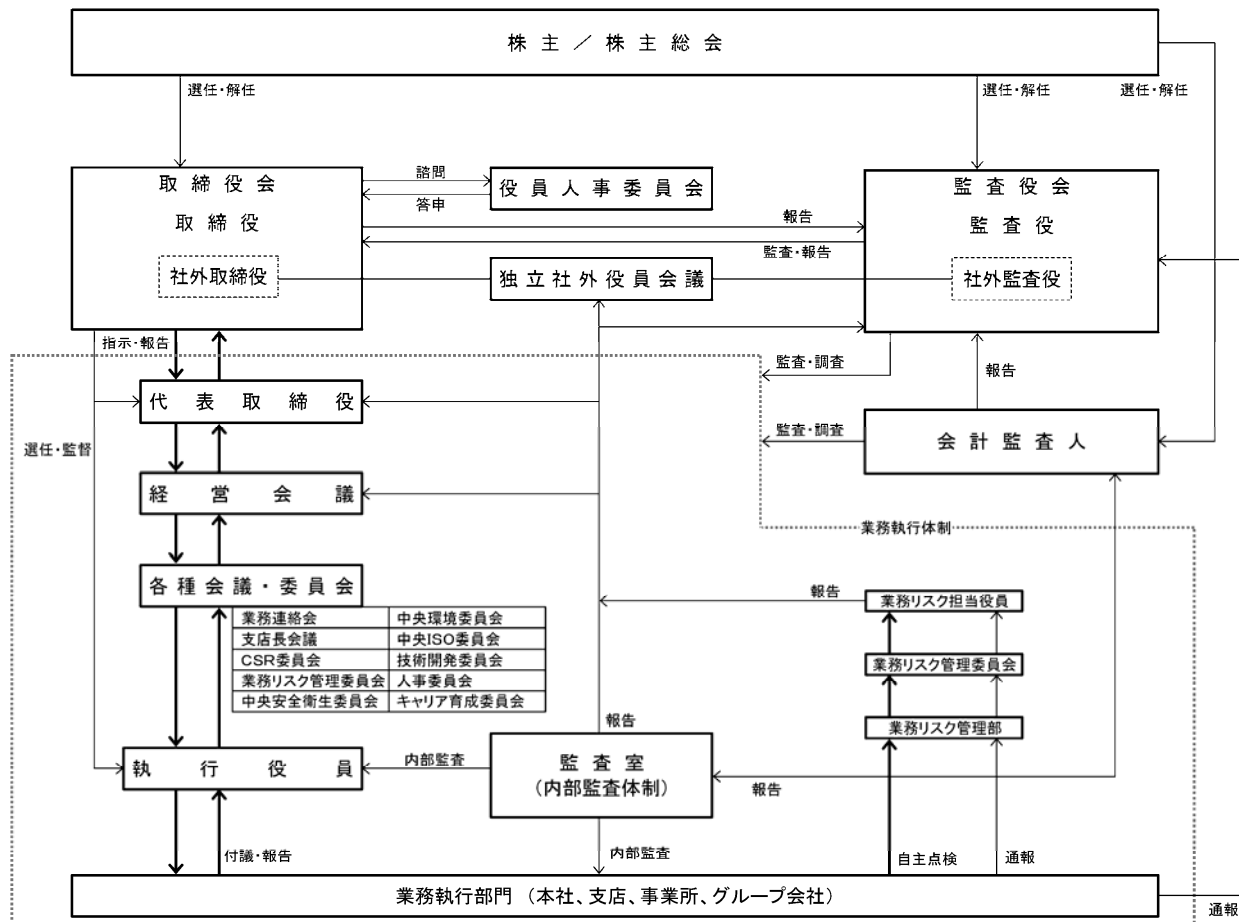 株主／株主総会
選任・解任
選任・解任
選任・解任
取締役会
取締役
社外取締役
諮問
答申
役員人事委員会
報告
監査・報告
独立社外役員会議
監査役会
監査役
社外監査役
指示・報告
監査・調査
報告
代表取締役
監査・調査
会計監査人
選任・監督
経営会議
業務執行体制
各種会議・委員会
業務連絡会
中央環境委員会
支店長会議
中央ISO委員会
CSR委員会
技術開発委員会
業務リスク管理委員会
人事委員会
中央安全衛生委員会
キャリア育成委員会
報告
業務リスク担当役員
業務リスク管理委員会
業務リスク管理部
報告
執行役員
内部監査
監査室
（内部監査体制）
報告
付議・報告
内部監査
自主点検
通報
業務執行部門（本社、支店、事業所、グループ会社）
通報